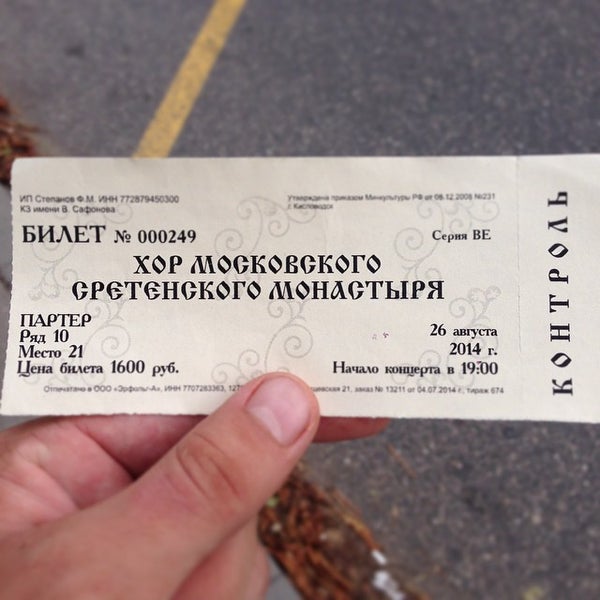 ИП Степанов Ф.М. ИНН 772879450300
КЗ имени В. Сафонова
Утверждена приказом Минкультуры РФ от 08.12.2008 №231
г. Кисловодск
БИЛЕТ № 000249
Серия ВЕ
ХОР МОСКОВСКОГО
СРЕТЕНСКОГО МОНАСТЫРЯ
ПАРТЕР
Ряд 10
Место 21
Цена билета 1600 руб.
26 августа
2014 г.
Начало концерта в 19:00
Отпечатано в ООО «Эрфольг-А», ИНН 7707283363, 21, заказ № 13211 от 04.07.2014 г., тираж 674
КОНТРОЛЬ